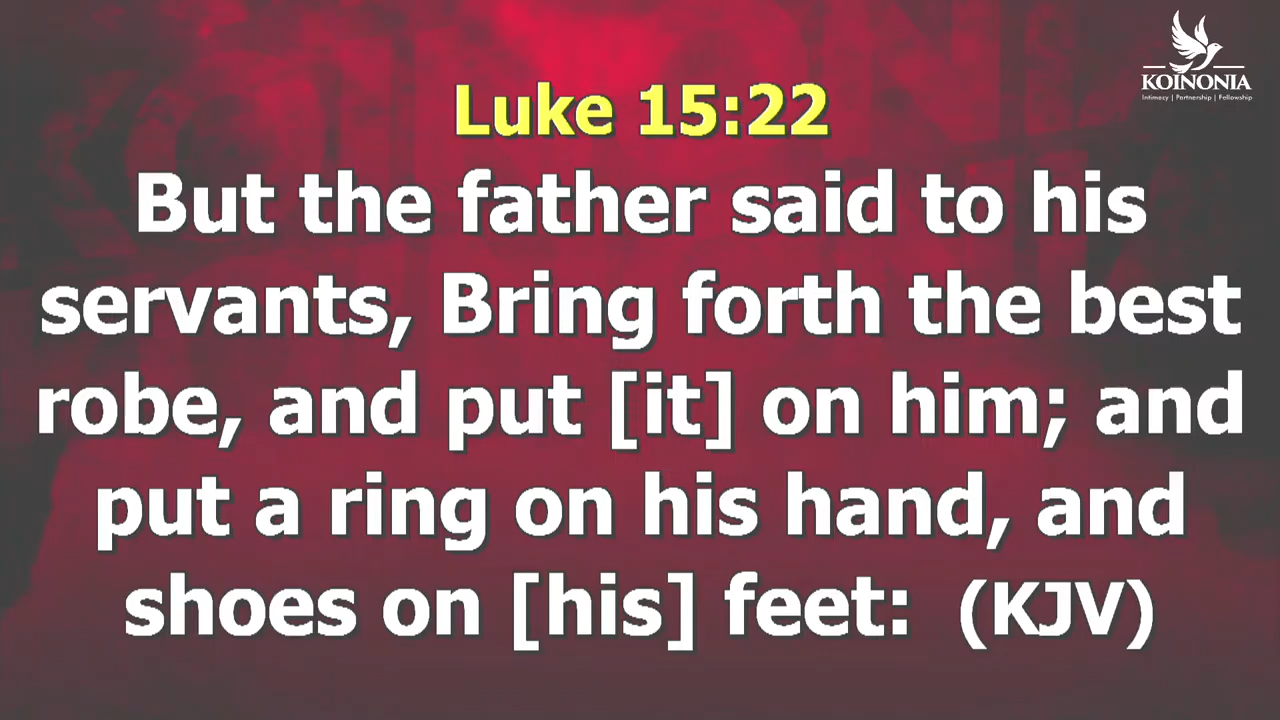 KOINONIA
Intimacy | Partnership | Fellowship
Luke 15:22
But the father said to his
servants, Bring forth the best
robe, and put [it] on him; and
put a ring on his hand, and
shoes on [his] feet:  (KJV)